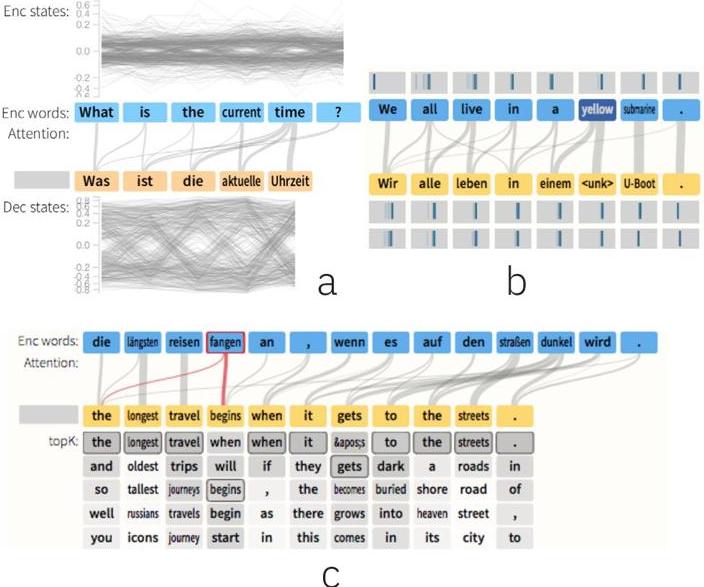 Enc states:
0.6
0.4
0.2
0.0
-0.2
-0.4
Enc words: What is the current time ?
Attention:
Was ist die aktuelle Uhrzeit
Dec states:
0.4
0.2
0.0
-0.2
-0.4
-0.6
-0.8
a
We all live in a yellow submarine .
Wir alle leben in einem <unk> U-Boot .
b
Enc words: die längsten reisen fangen an , wenn es auf den straßen dunkel wird .
Attention:
the longest travel begins when it gets to the streets .
topK: the longest travel when when it &apos;s to the streets .
and oldest trips will if they gets dark a roads in
so tallest journeys begins , the becomes buried shore road of
well russians travels begin as there grows into heaven street ,
you icons journey start in this comes in its city to
c